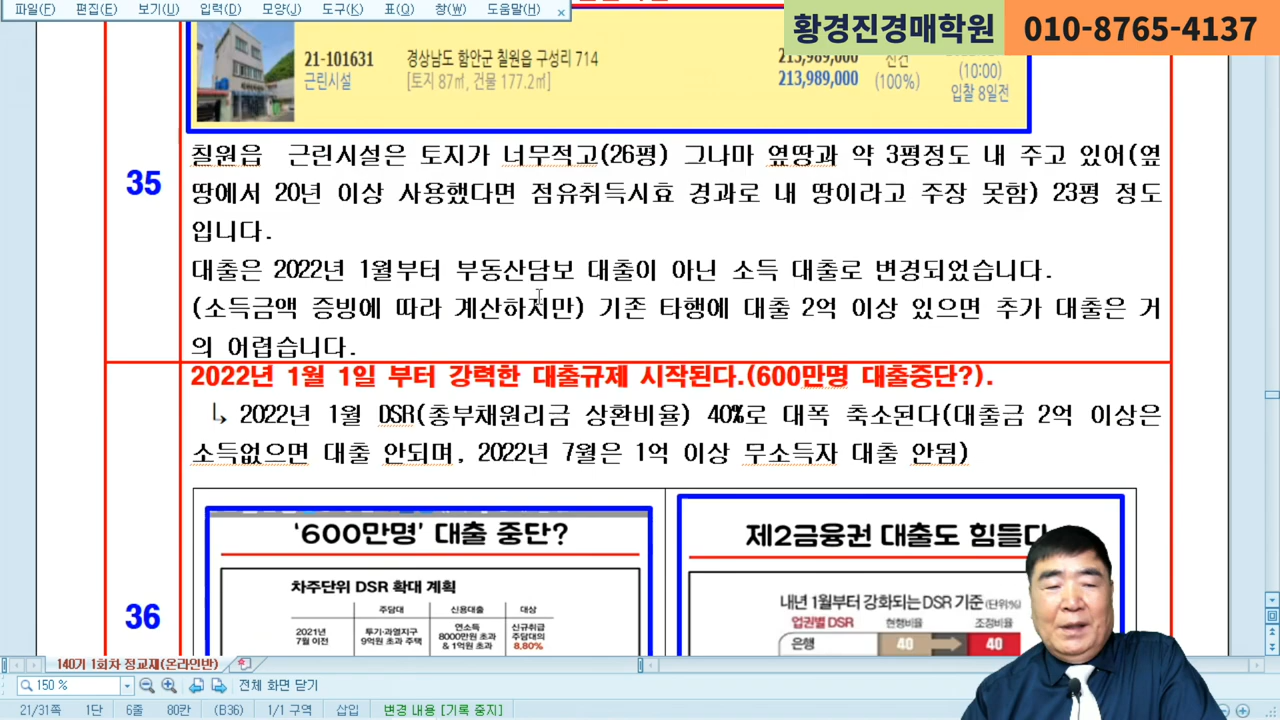 파일(F) 편집(E) 보기(U) 입력(D) 모양(J) 도구(K) 표(Q) 창(W) 도움말(H)
황경진경매학원 010-8765-4137
21-101631
근린시설
경상남도 함안군 칠원읍 구성리 714
[토지 87㎡, 건물 177.2㎡]
213,989,000
213,989,000
신건
(100%)
(10:00)
입찰 8일전
35
칠원읍 근린시설은 토지가 너무적고(26평) 그나마 옆땅과 약 3평정도 내 주고 있어(옆
땅에서 20년 이상 사용했다면 점유취득시효 경과로 내 땅이라고 주장 못함) 23평 정도
입니다.
대출은 2022년 1월부터 부동산담보 대출이 아닌 소득 대출로 변경되었습니다.
(소득금액 증빙에 따라 계산하지만) 기존 타행에 대출 2억 이상 있으면 추가 대출은 거
의 어렵습니다.
36
2022년 1월 1일 부터 강력한 대출규제 시작된다.(600만명 대출중단?).
↳ 2022년 1월 DSR(총부채원리금 상환비율) 40%로 대폭 축소된다(대출금 2억 이상은
소득없으면 대출 안되며, 2022년 7월은 1억 이상 무소득자 대출 안됨)
‘600만명’ 대출 중단?
차주단위 DSR 확대 계획
주담대 신용대출 대상
2021년
7월 이전
투기·과열지구
9억원 초과 주택
연소득
8000만원 초과
& 1억원 초과
신규취급
주담대의
8.80%
제2금융권 대출도 힘들다
내년 1월부터 강화되는 DSR 기준 (단위%)
업권별 DSR 현행비율 조정비율
은행 40 40
140기 1회차 정교재(온라인반)
150 % 전체 화면 닫기
21/31쪽 1단 6줄 80칸 (B36) 1/1 구역 삽입 변경 내용 [기록 중지]